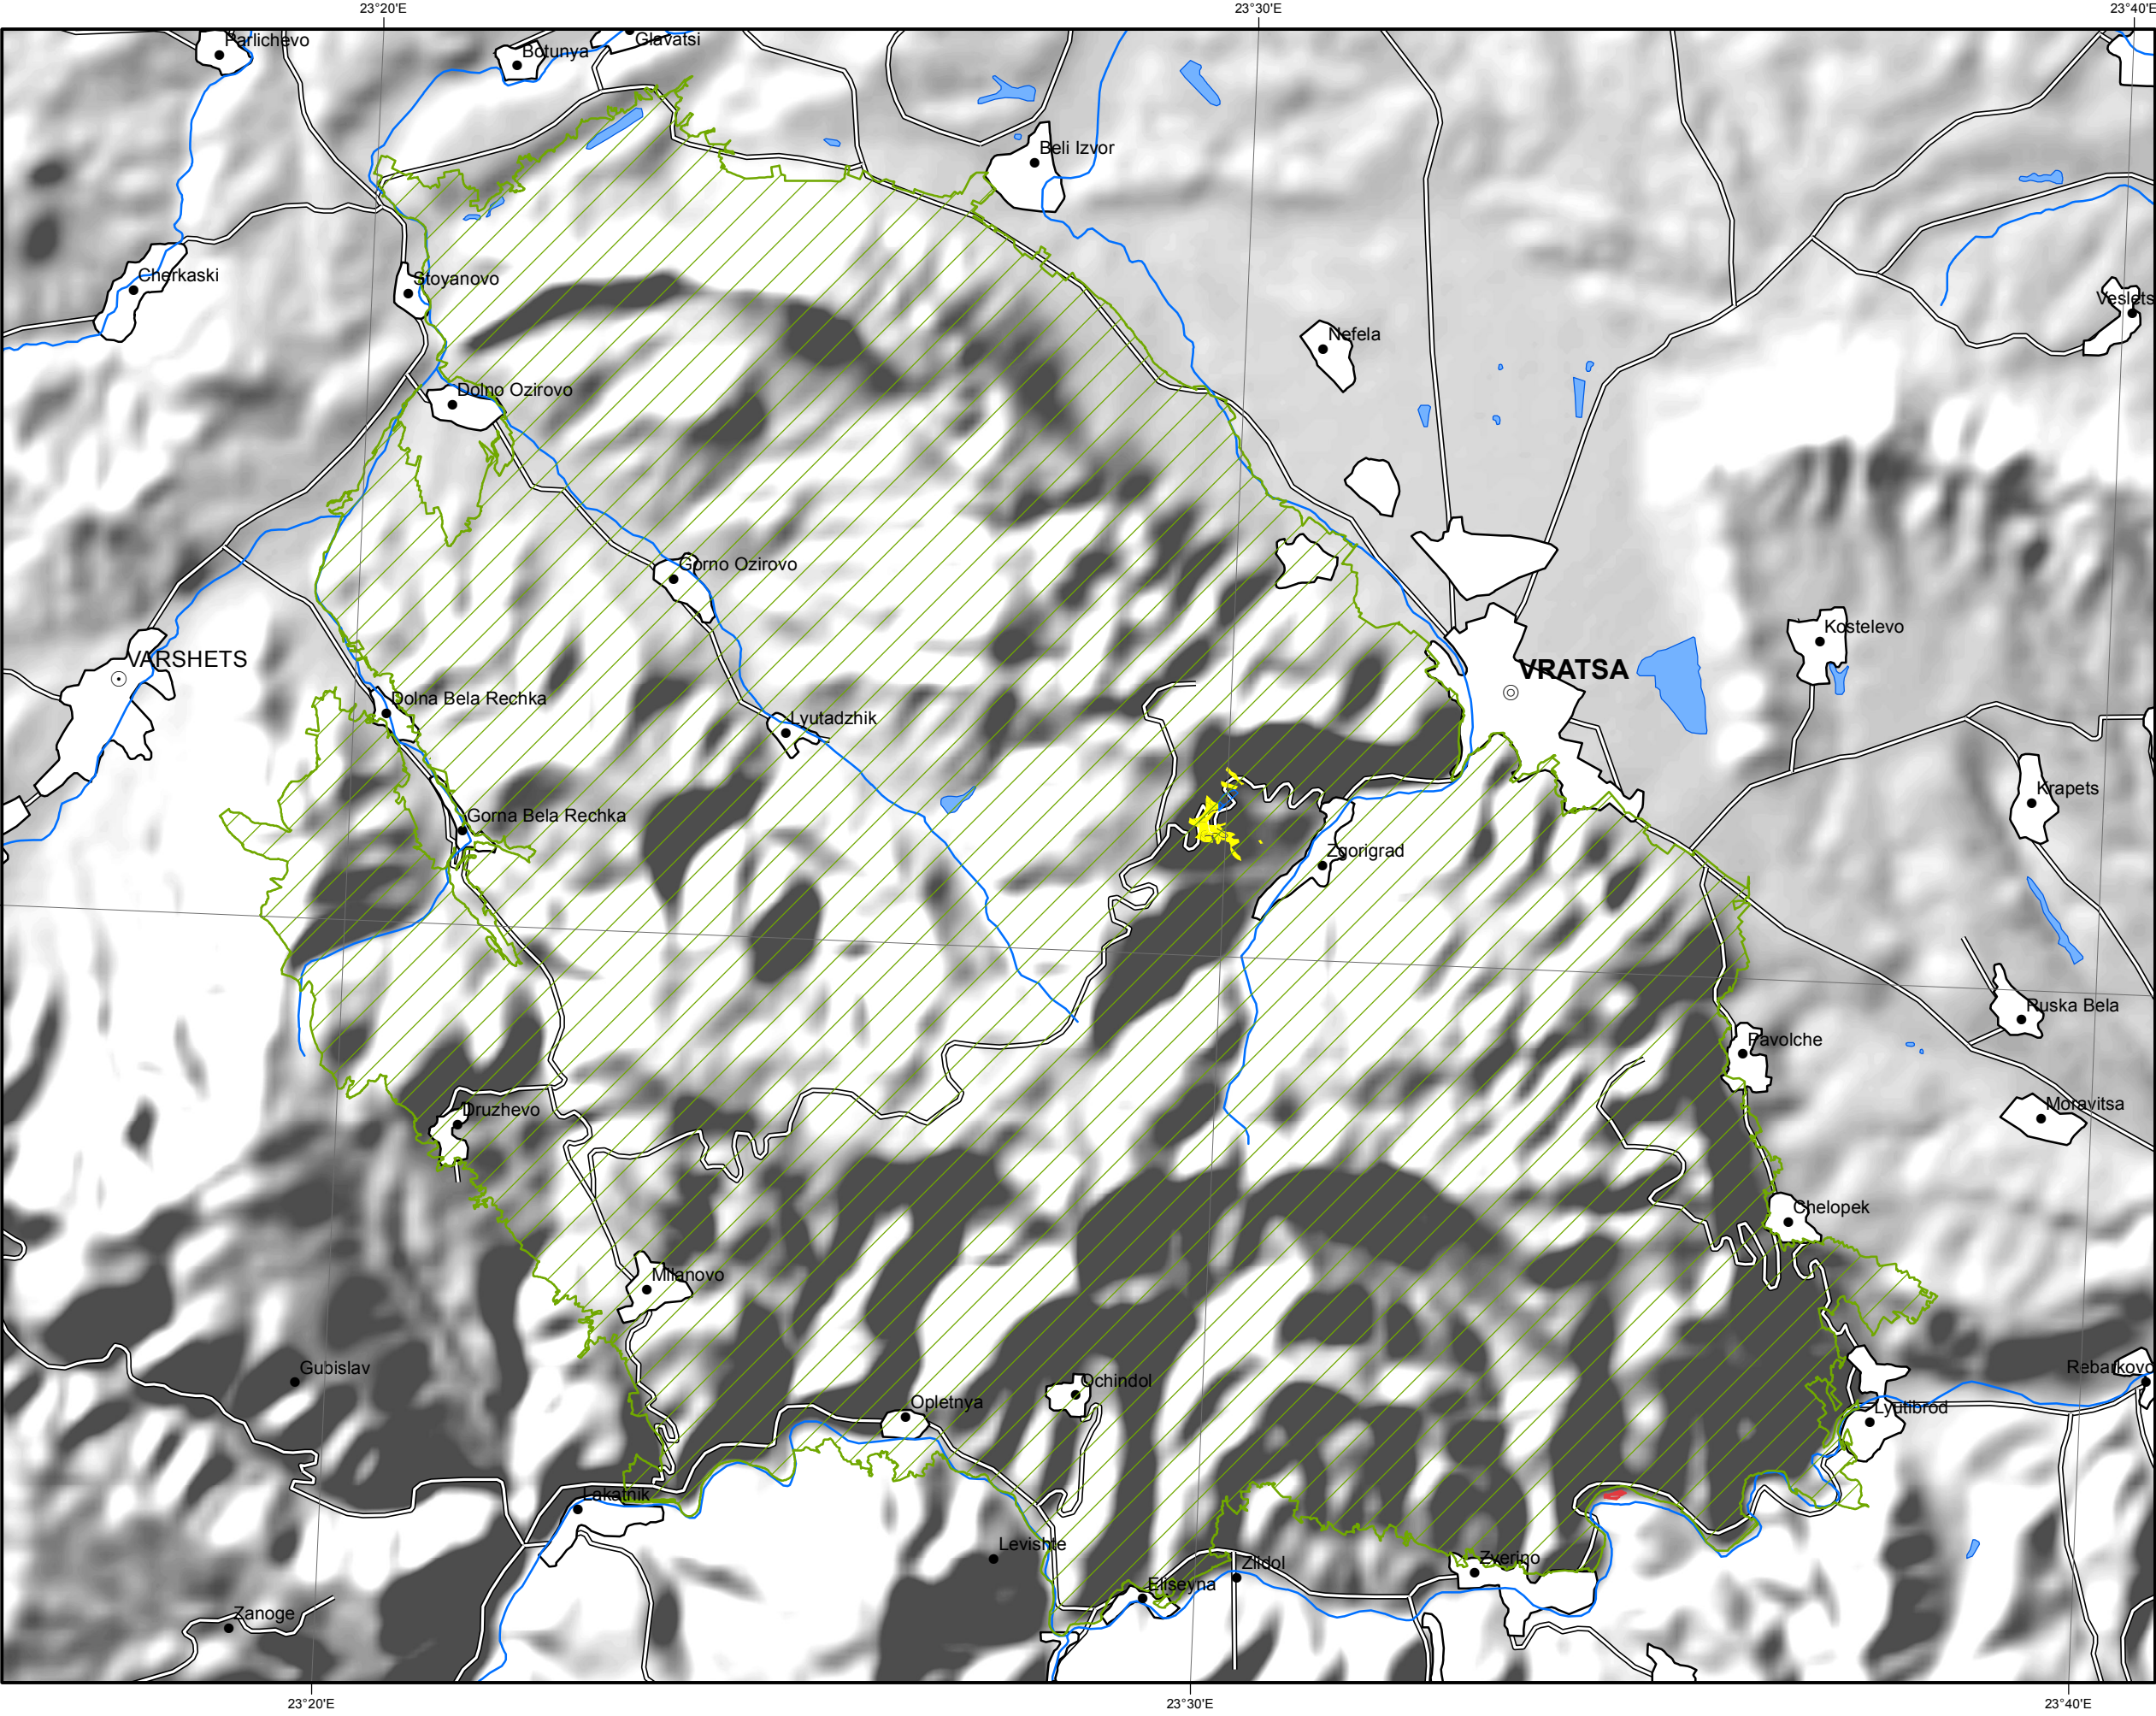 23°20'E
23°30'E
23°40'E
Parlichevo
Botunya
Glavatsi
Beli Izvor
Cherkaski
Stoyanovo
Veslets
Nefela
Dolno Ozirovo
Gorno Ozirovo
Kostelevo
VARSHETS
VRATSA
Dolna Bela Rechka
Lyutadzhik
Krapets
Gorna Bela Rechka
Zgorigrad
Ruska Bela
Pavolche
Druzhevo
Moravitsa
Chelopek
Milanovo
Gubislav
Rebarkovo
Ochindol
Opletnya
Lyutibrod
Lakatnik
Levishte
Zverino
Zlidol
Eliseyna
Zanoge
23°20'E
23°30'E
23°40'E